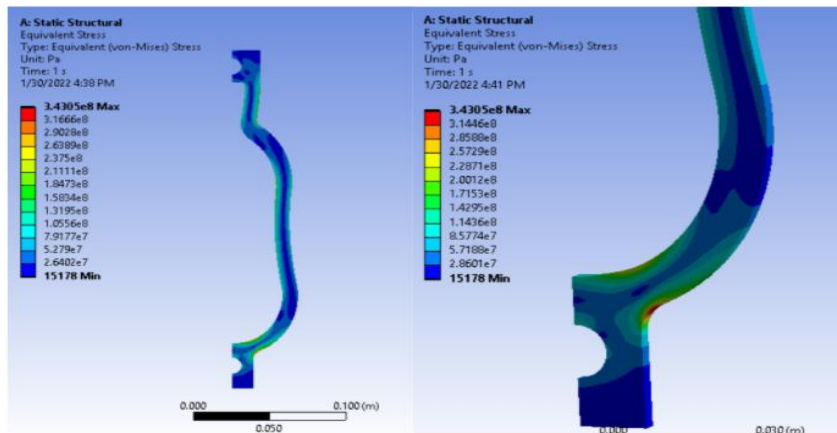 A: Static Structural
Equivalent Stress
Type: Equivalent (von-Mises) Stress
Unit: Pa
Time: 1 s
1/30/2022 4:38 PM
3.4305e8 Max
3.1666e8
2.9028e8
2.6389e8
2.375e8
2.1111e8
1.8473e8
1.5834e8
1.3195e8
1.0556e8
7.9177e7
5.279e7
2.6402e7
15178 Min
0.000
0.100 (m)
0.050
A: Static Structural
Equivalent Stress
Type: Equivalent (von-Mises) Stress
Unit: Pa
Time: 1 s
1/30/2022 4:41 PM
3.4305e8 Max
3.1446e8
2.8588e8
2.5729e8
2.2871e8
2.0012e8
1.7153e8
1.4295e8
1.1436e8
8.5774e7
5.7188e7
2.8601e7
15178 Min
0.000
0.030 (m)